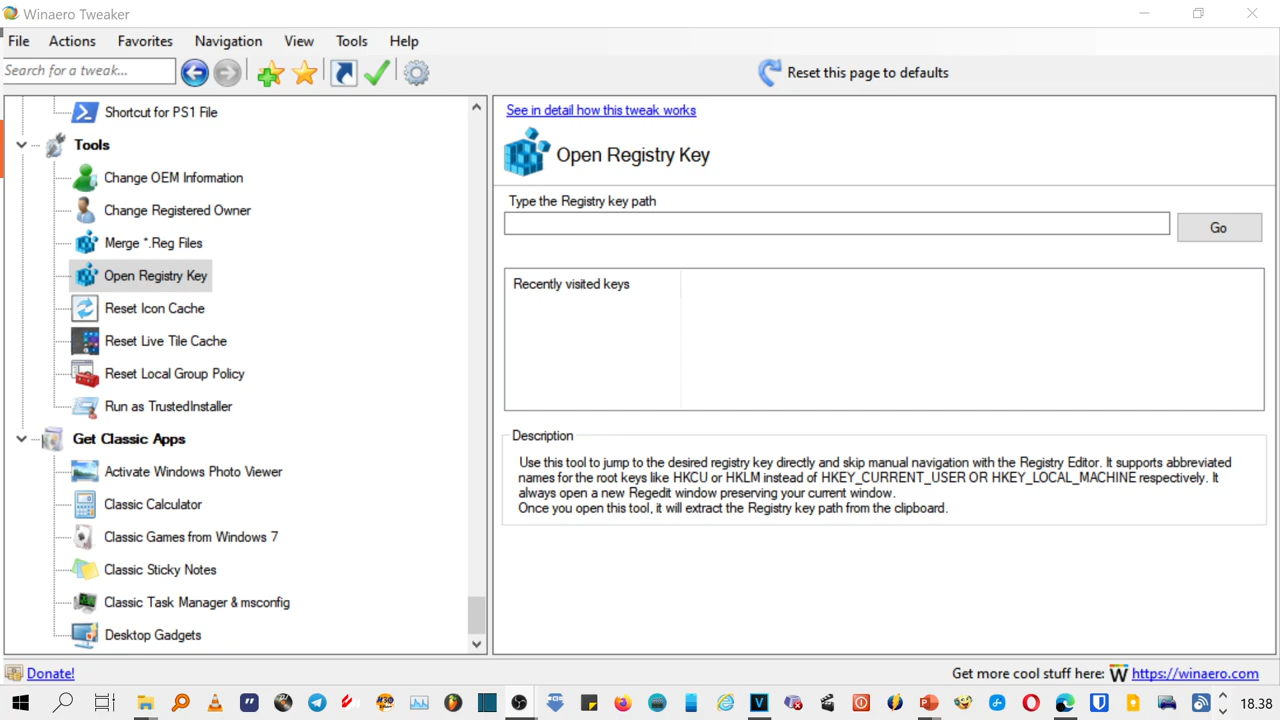 Winaero Tweaker
File Actions Favorites Navigation View Tools Help
Search for a tweak...
Reset this page to defaults
Shortcut for PS1 File
Tools
Change OEM Information
Change Registered Owner
Merge *.Reg Files
Open Registry Key
Reset Icon Cache
Reset Live Tile Cache
Reset Local Group Policy
Run as TrustedInstaller
Get Classic Apps
Activate Windows Photo Viewer
Classic Calculator
Classic Games from Windows 7
Classic Sticky Notes
Classic Task Manager & msconfig
Desktop Gadgets
See in detail how this tweak works
Open Registry Key
Type the Registry key path
Go
Recently visited keys
Description
Use this tool to jump to the desired registry key directly and skip manual navigation with the Registry Editor. It supports abbreviated
names for the root keys like HKCU or HKLM instead of HKEY_CURRENT_USER OR HKEY_LOCAL_MACHINE respectively. It
always open a new Regedit window preserving your current window.
Once you open this tool, it will extract the Registry key path from the clipboard.
Donate!
Get more cool stuff here: W https://winaero.com
18.38